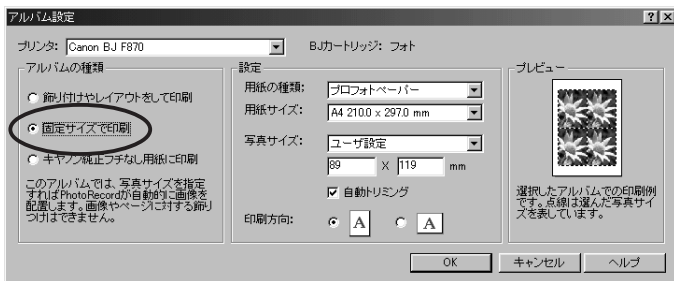 アルバム設定
プリンタ: Canon BJ F870
BJカートリッジ: フォト
アルバムの種類
飾り付けやレイアウトをして印刷
固定サイズで印刷
キヤノン純正フチなし用紙に印刷
このアルバムでは、写真サイズを指定
すればPhotoRecordが自動的に画像を
配置します。画像やページに対する飾り
つけはできません。
設定
用紙の種類: プロフォトペーパー
用紙サイズ: A4 210.0 x 297.0 mm
写真サイズ: ユーザ設定
89 X 119 mm
自動トリミング
印刷方向: A A
プレビュー
選択したアルバムでの印刷例
です。点線は選んだ写真サイ
ズを表しています。
OK キャンセル ヘルプ